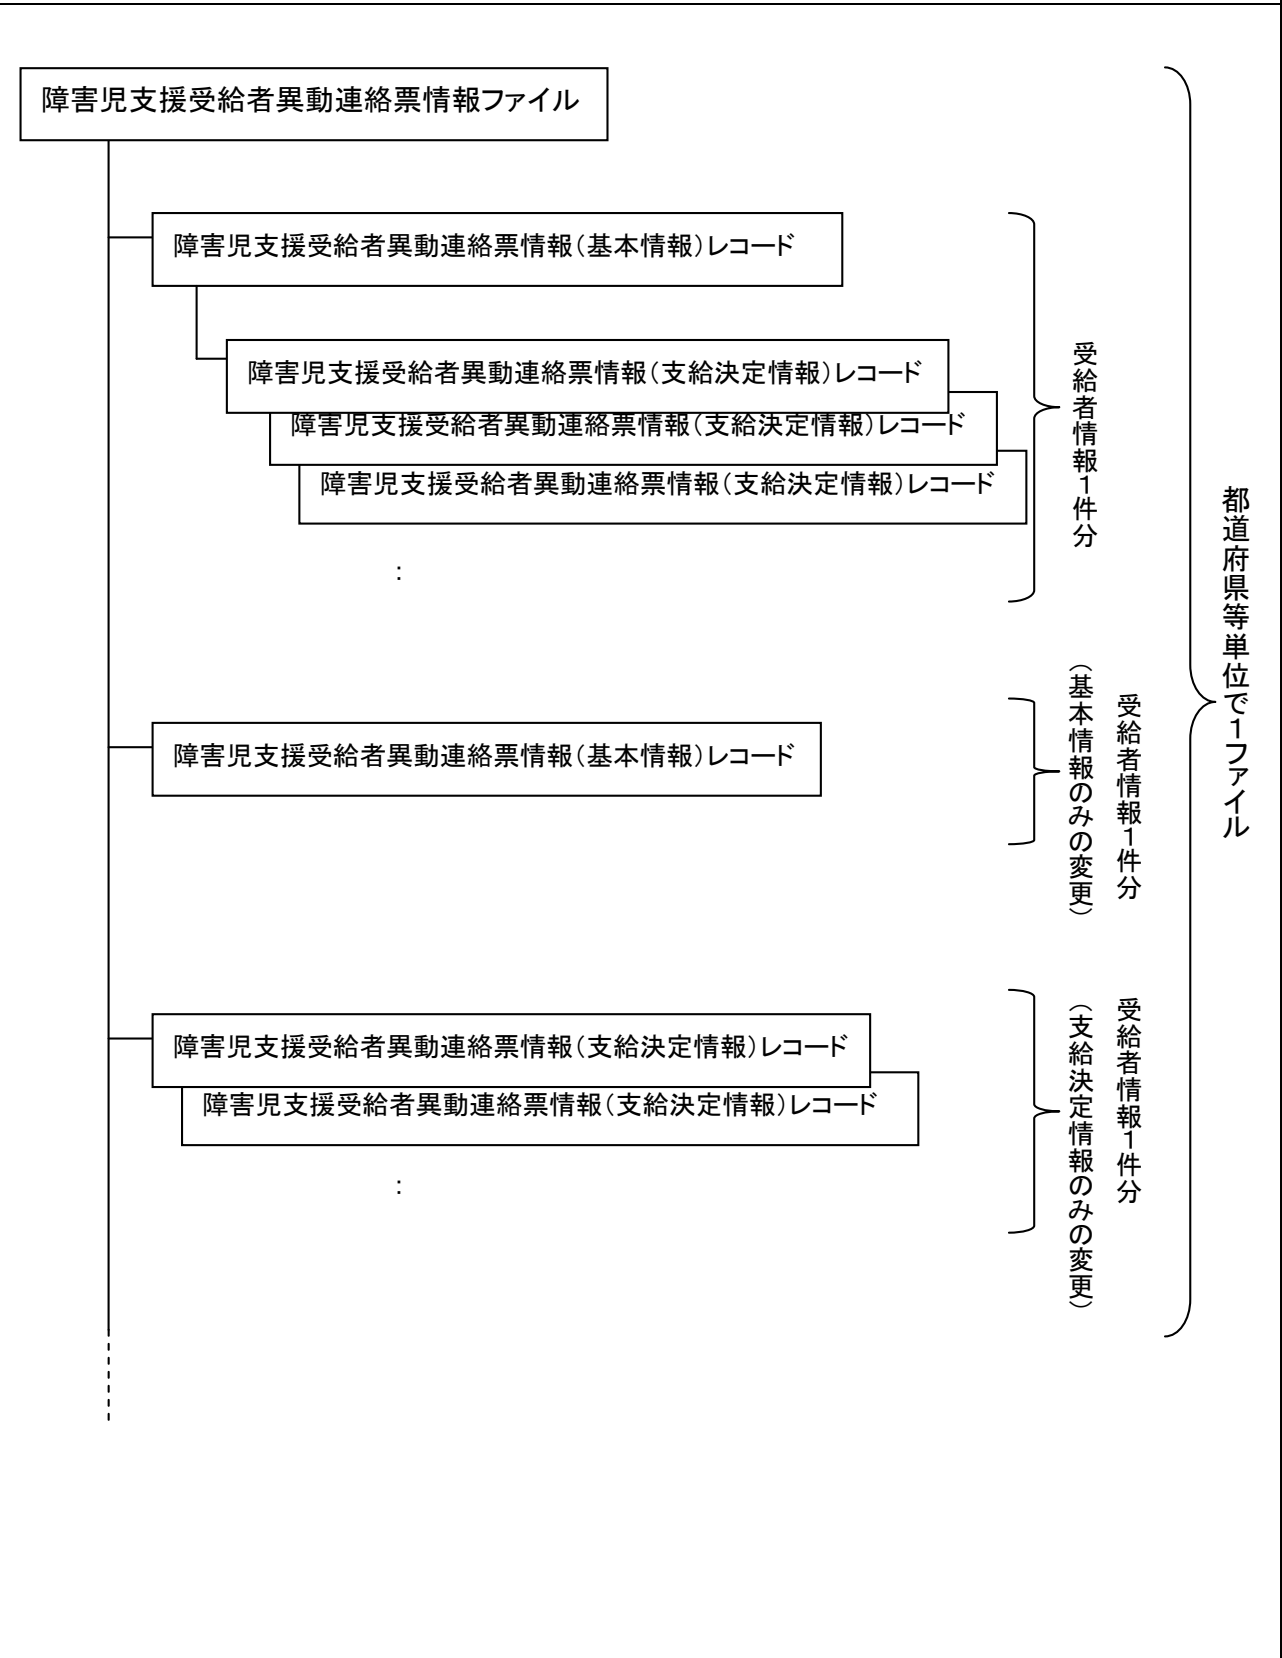 障害児支援受給者異動連絡票情報ファイル
障害児支援受給者異動連絡票情報（基本情報）レコード
障害児支援受給者異動連絡票情報（支給決定情報）レコード
障害児支援受給者異動連絡票情報（支給決定情報）レコード
障害児支援受給者異動連絡票情報（支給決定情報）レコード
：
受給者情報１件分
障害児支援受給者異動連絡票情報（基本情報）レコード
受給者情報１件分
（基本情報のみの変更）
障害児支援受給者異動連絡票情報（支給決定情報）レコード
障害児支援受給者異動連絡票情報（支給決定情報）レコード
：
受給者情報１件分
（支給決定情報のみの変更）
都道府県等単位で１ファイル